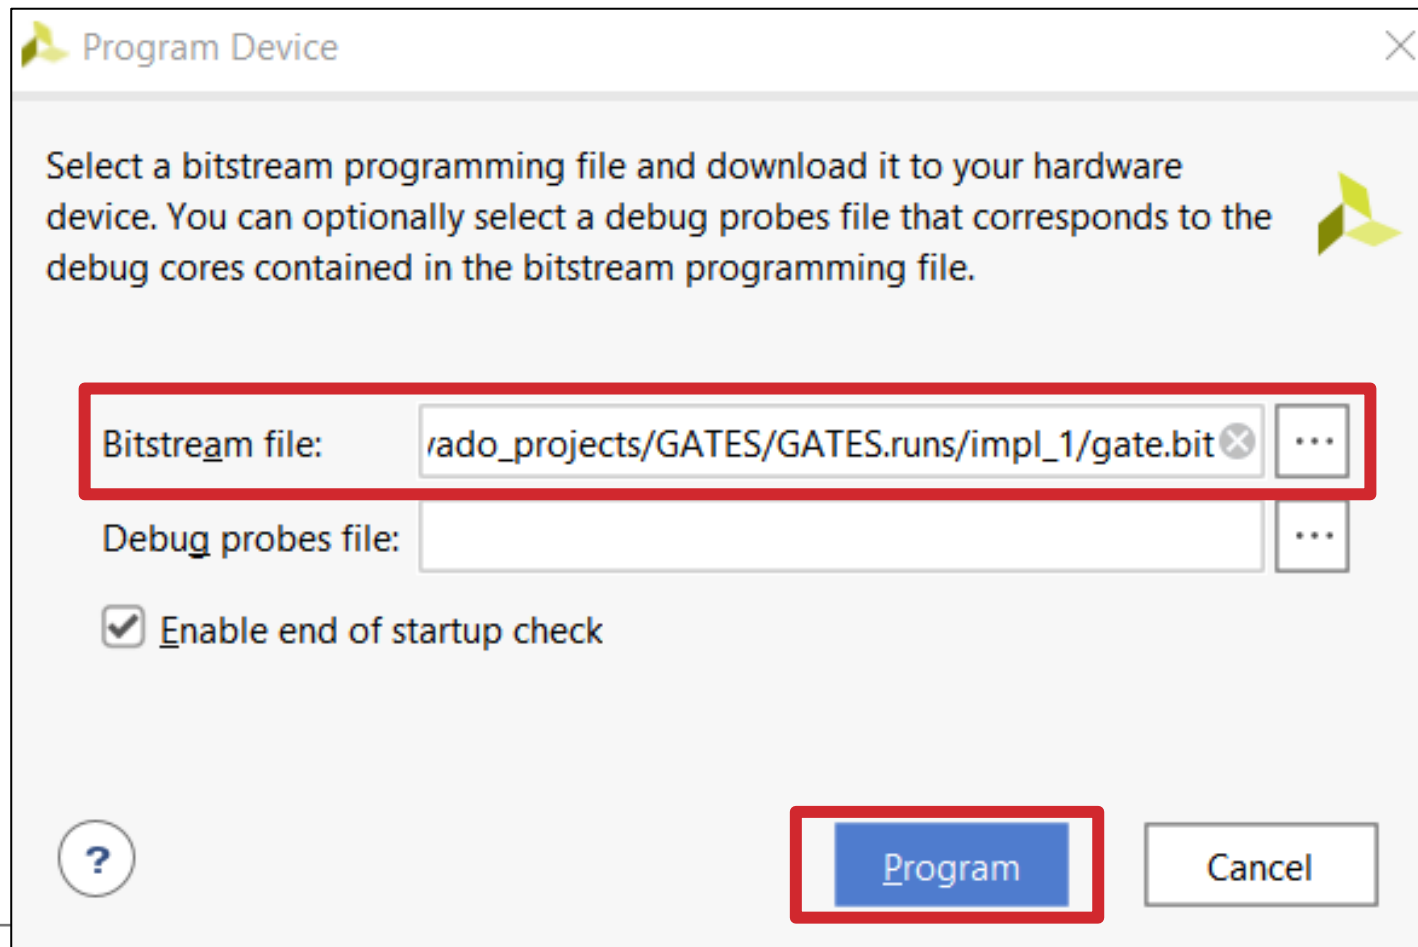 Program Device
Select a bitstream programming file and download it to your hardware
device. You can optionally select a debug probes file that corresponds to the
debug cores contained in the bitstream programming file.
Bitstream file: /ado_projects/GATES/GATES.runs/impl_1/gate.bit ...
Debug probes file: ...
Enable end of startup check
? Program Cancel